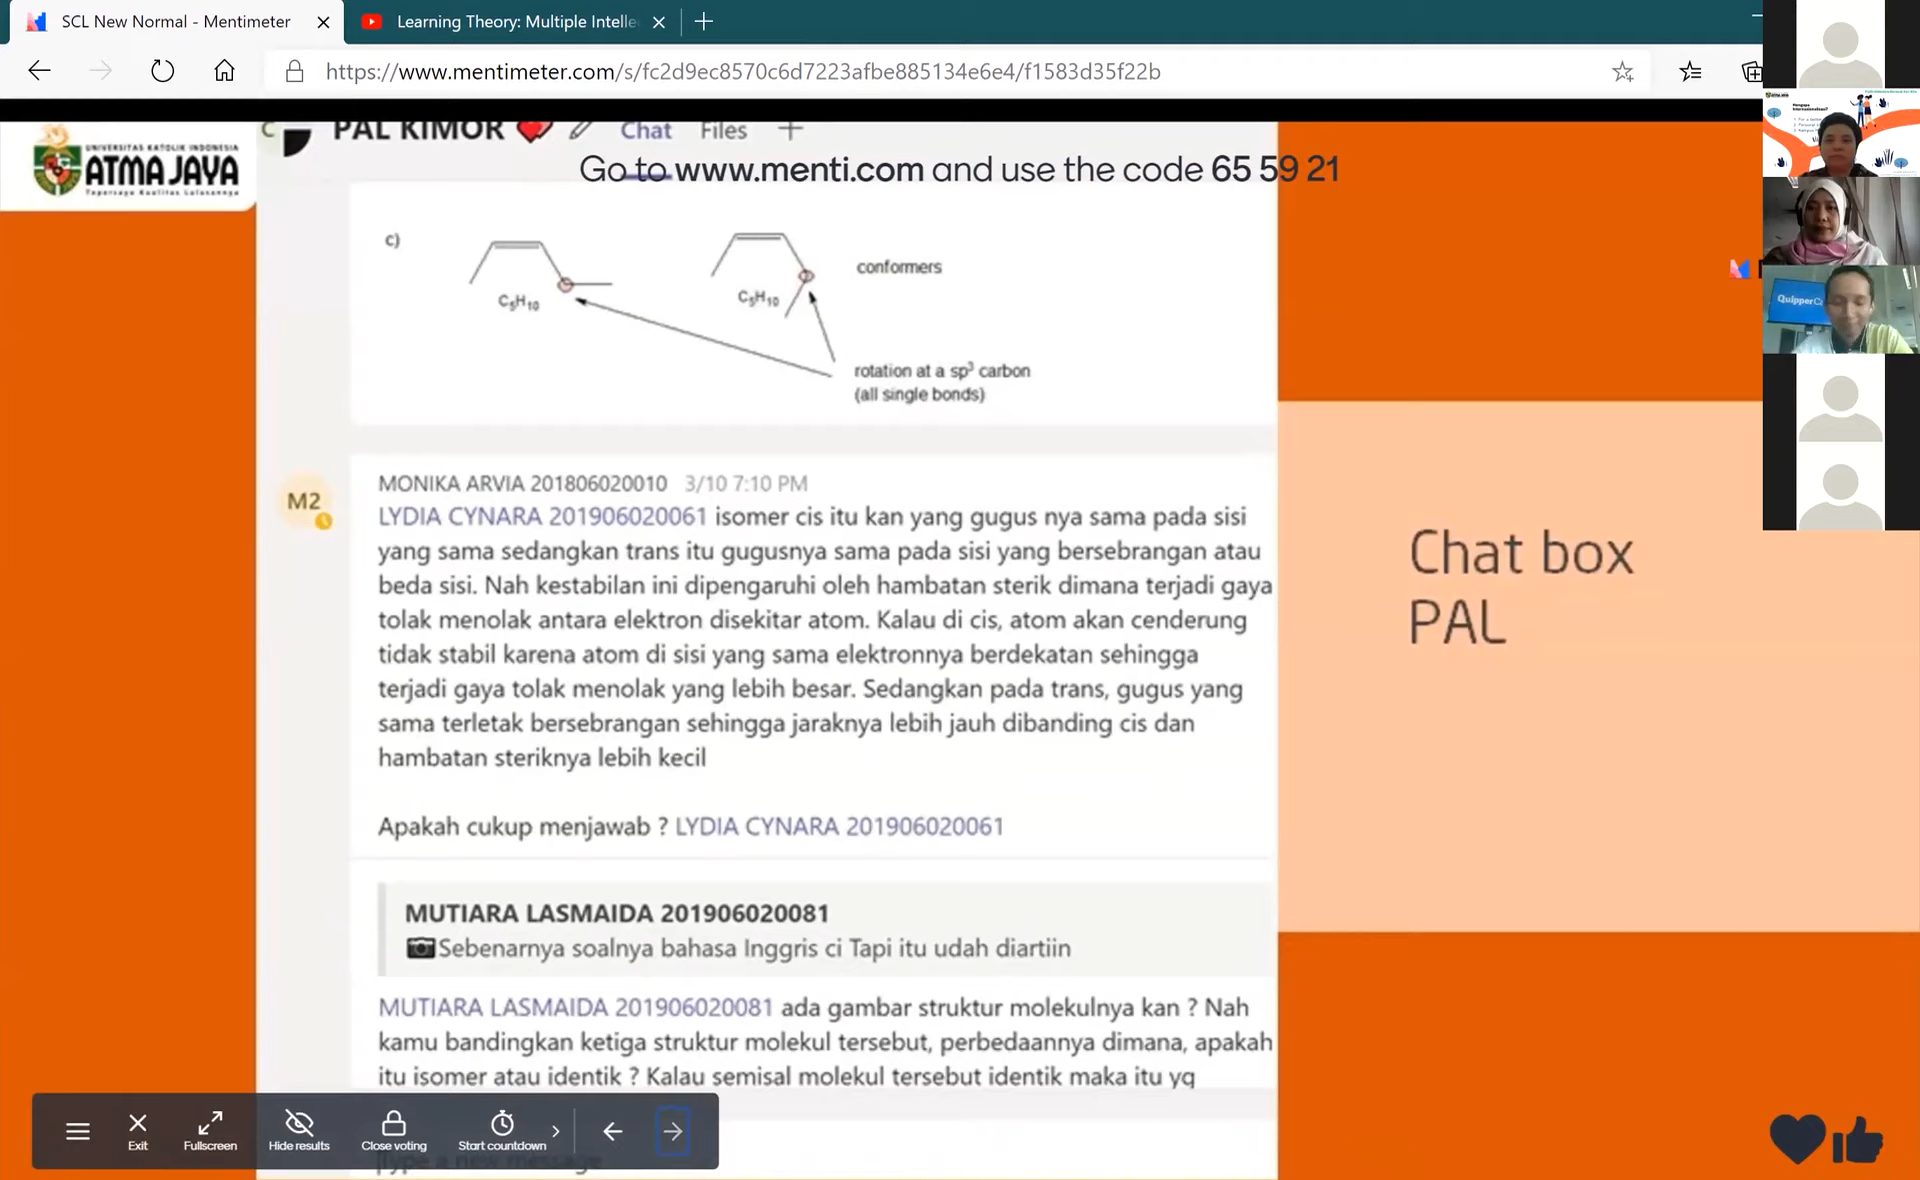 SCL New Normal - Mentimeter
Learning Theory: Multiple Intelle
https://www.mentimeter.com/s/fc2d9ec8570c6d7223afbe885134e6e4/f1583d35f22b
UNIVERSITAS KATOLIK INDONESIA
ATMA JAYA
Terpercaya Kualitas Lulusannya
PAL KIMOR
Chat
Files
Go to www.menti.com and use the code 65 59 21
c)
C5H10
C5H10
conformers
rotation at a sp³ carbon
(all single bonds)
M2
MONIKA ARVIA 201806020010 3/10 7:10 PM
LYDIA CYNARA 201906020061 isomer cis itu kan yang gugus nya sama pada sisi
yang sama sedangkan trans itu gugusnya sama pada sisi yang bersebrangan atau
beda sisi. Nah kestabilan ini dipengaruhi oleh hambatan sterik dimana terjadi gaya
tolak menolak antara elektron disekitar atom. Kalau di cis, atom akan cenderung
tidak stabil karena atom di sisi yang sama elektronnya berdekatan sehingga
terjadi gaya tolak menolak yang lebih besar. Sedangkan pada trans, gugus yang
sama terletak bersebrangan sehingga jaraknya lebih jauh dibanding cis dan
hambatan steriknya lebih kecil
Apakah cukup menjawab ? LYDIA CYNARA 201906020061
MUTIARA LASMAIDA 201906020081
Sebenarnya soalnya bahasa Inggris ci Tapi itu udah diartiin
MUTIARA LASMAIDA 201906020081 ada gambar struktur molekulnya kan ? Nah
kamu bandingkan ketiga struktur molekul tersebut, perbedaannya dimana, apakah
itu isomer atau identik ? Kalau semisal molekul tersebut identik maka itu yg
Type a new message
Chat box
PAL
Exit
Fullscreen
Hide results
Close voting
Start countdown
Mengapa
Internasionalisasi?